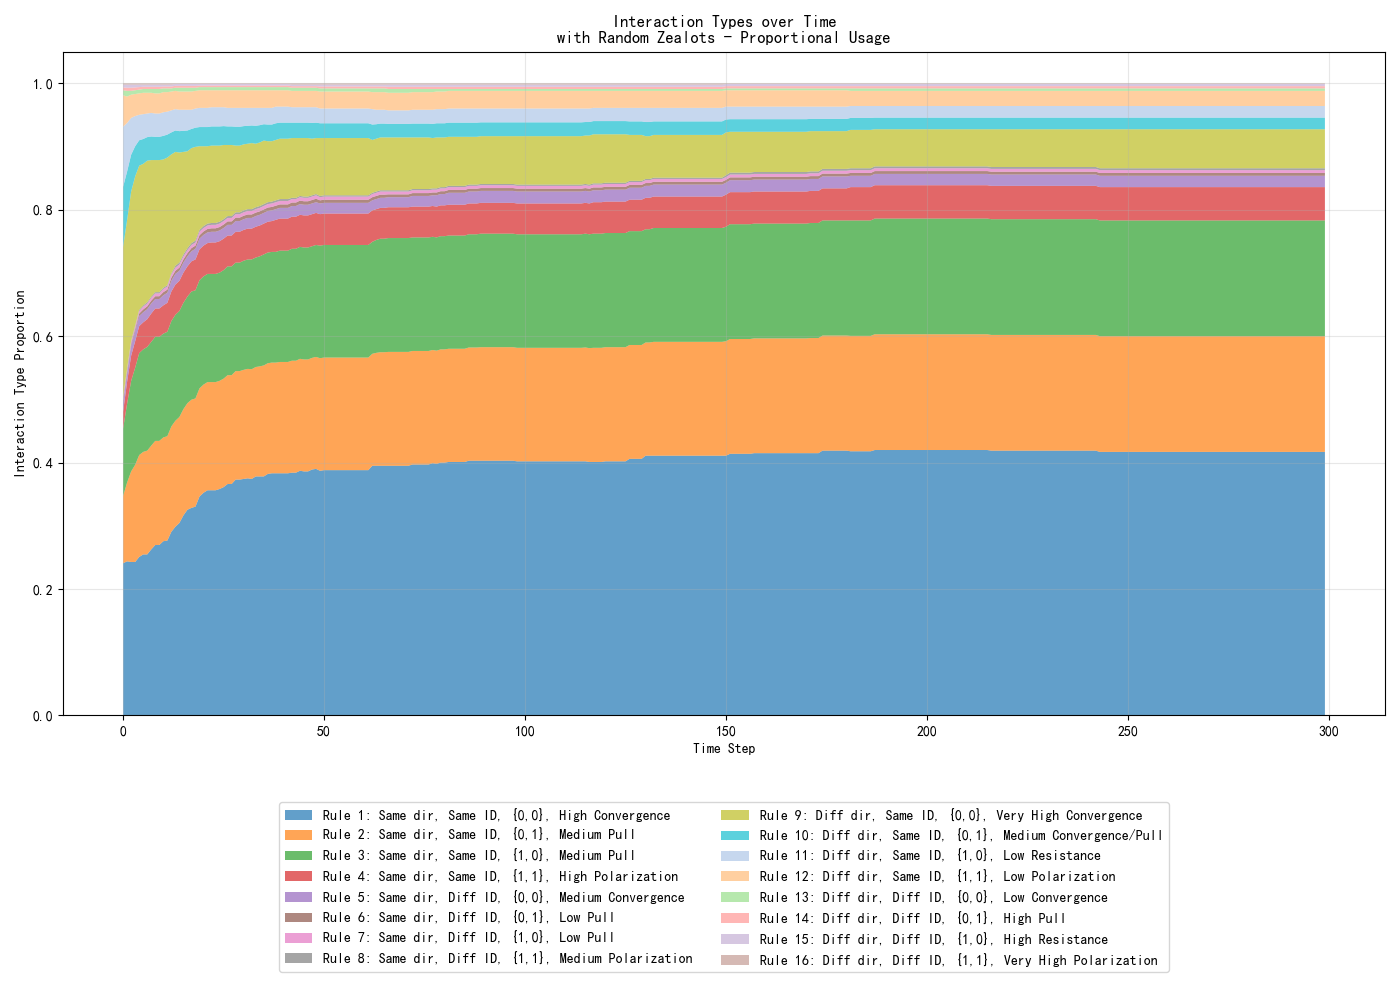 Interaction Types over Time
with Random Zealots - Proportional Usage
Interaction Type Proportion
1.0
0.8
0.6
0.4
0.2
0.0
0
50
100
150
200
250
300
Time Step
Rule 1: Same dir, Same ID, {0,0}, High Convergence
Rule 2: Same dir, Same ID, {0,1}, Medium Pull
Rule 3: Same dir, Same ID, {1,0}, Medium Pull
Rule 4: Same dir, Same ID, {1,1}, High Polarization
Rule 5: Same dir, Diff ID, {0,0}, Medium Convergence
Rule 6: Same dir, Diff ID, {0,1}, Low Pull
Rule 7: Same dir, Diff ID, {1,0}, Low Pull
Rule 8: Same dir, Diff ID, {1,1}, Medium Polarization
Rule 9: Diff dir, Same ID, {0,0}, Very High Convergence
Rule 10: Diff dir, Same ID, {0,1}, Medium Convergence/Pull
Rule 11: Diff dir, Same ID, {1,0}, Low Resistance
Rule 12: Diff dir, Same ID, {1,1}, Low Polarization
Rule 13: Diff dir, Diff ID, {0,0}, Low Convergence
Rule 14: Diff dir, Diff ID, {0,1}, High Pull
Rule 15: Diff dir, Diff ID, {1,0}, High Resistance
Rule 16: Diff dir, Diff ID, {1,1}, Very High Polarization